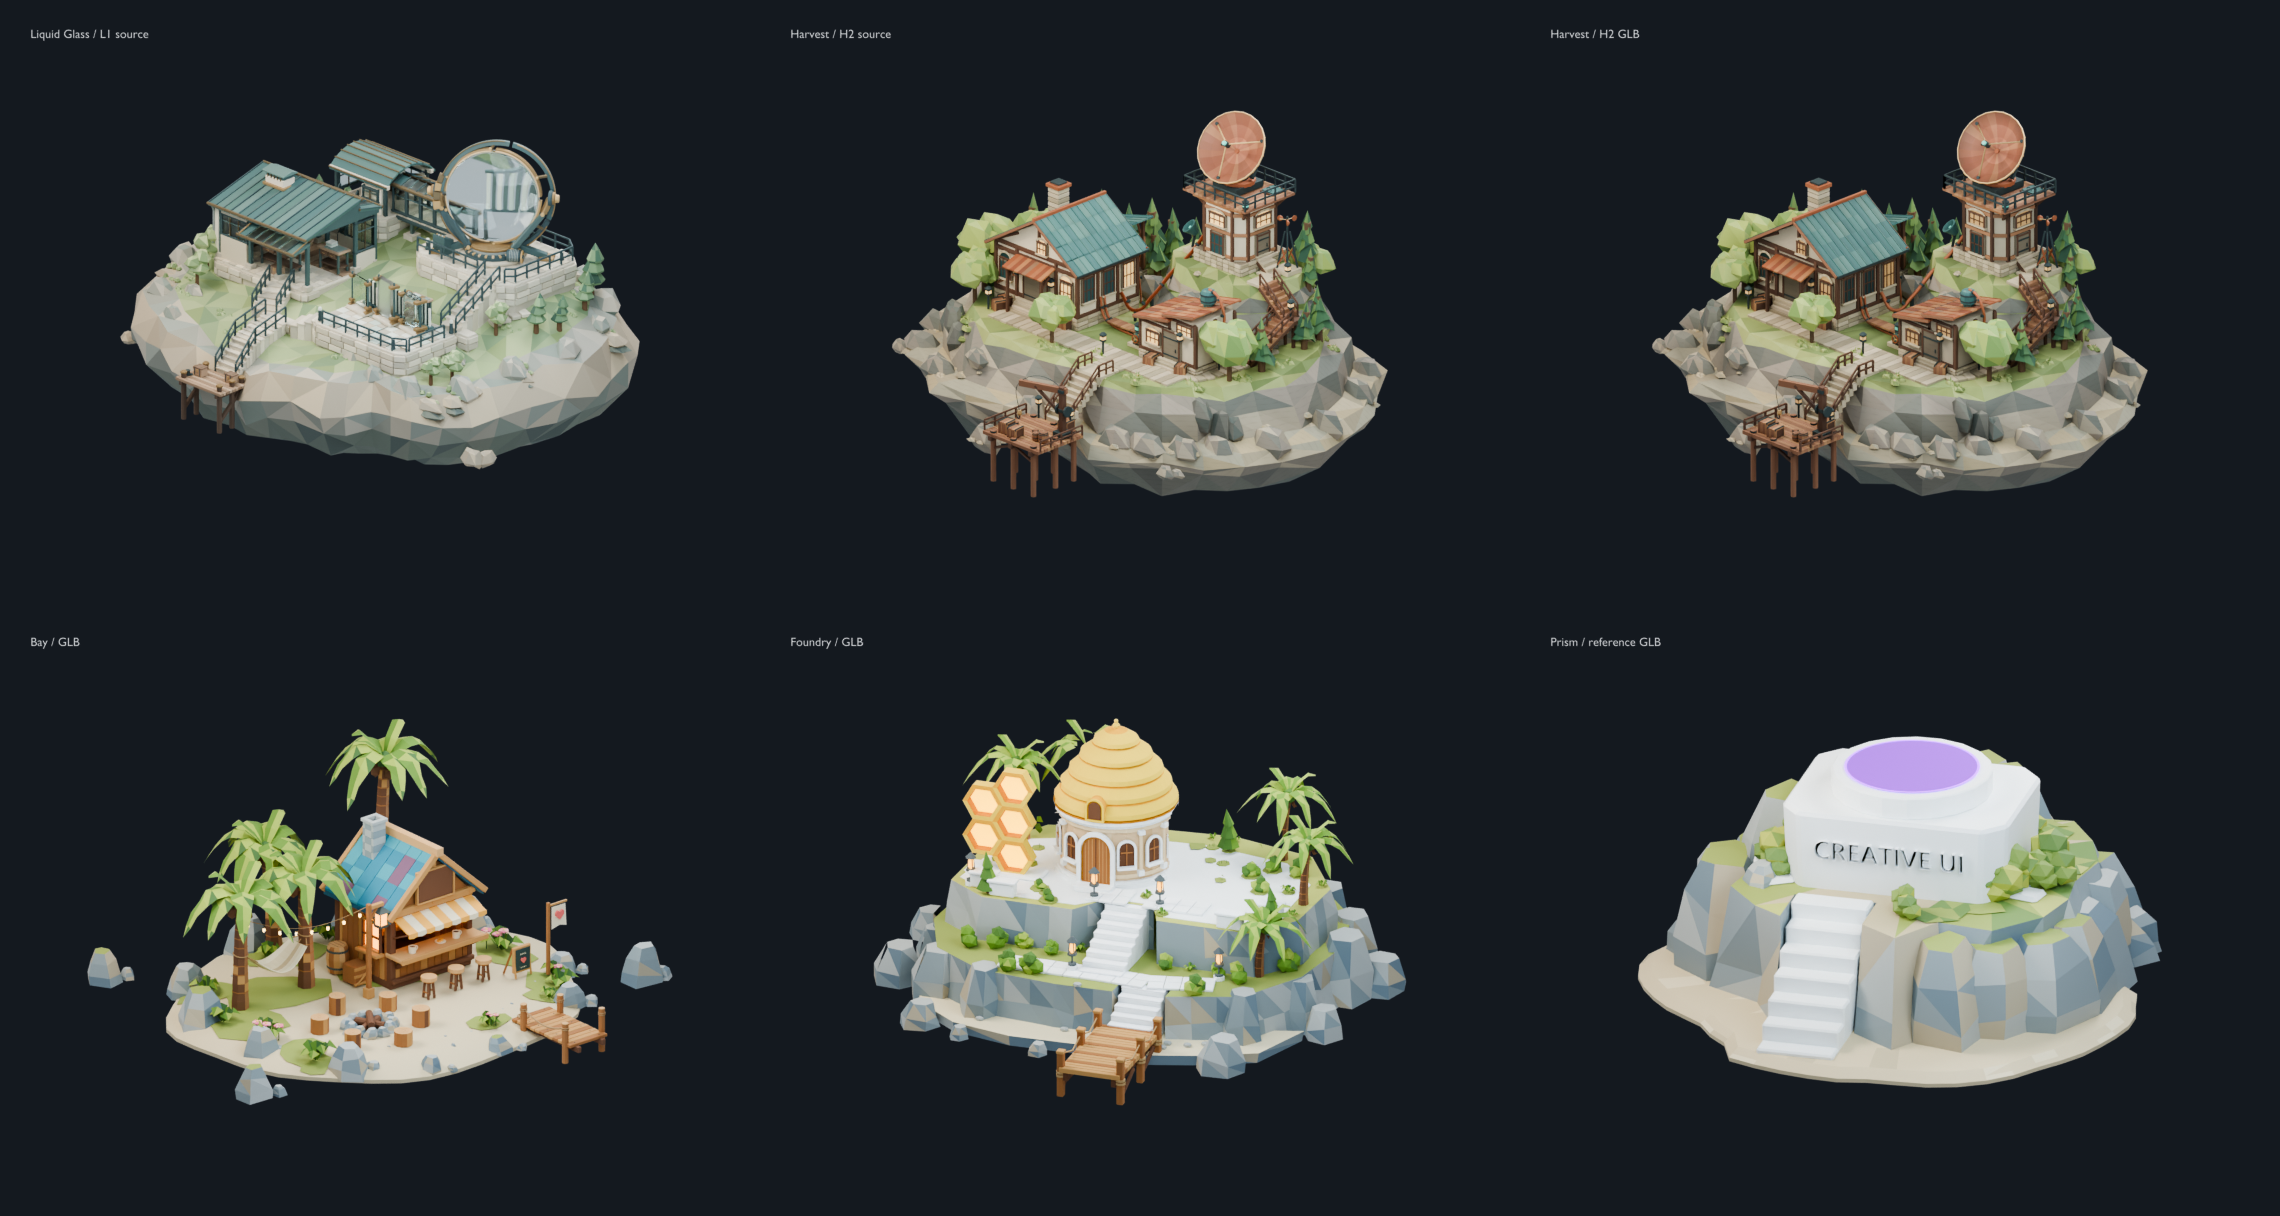 Liquid Glass / L1 source
Harvest / H2 source
Harvest / H2 GLB
Bay / GLB
Foundry / GLB
Prism / reference GLB
CREATIVE UI